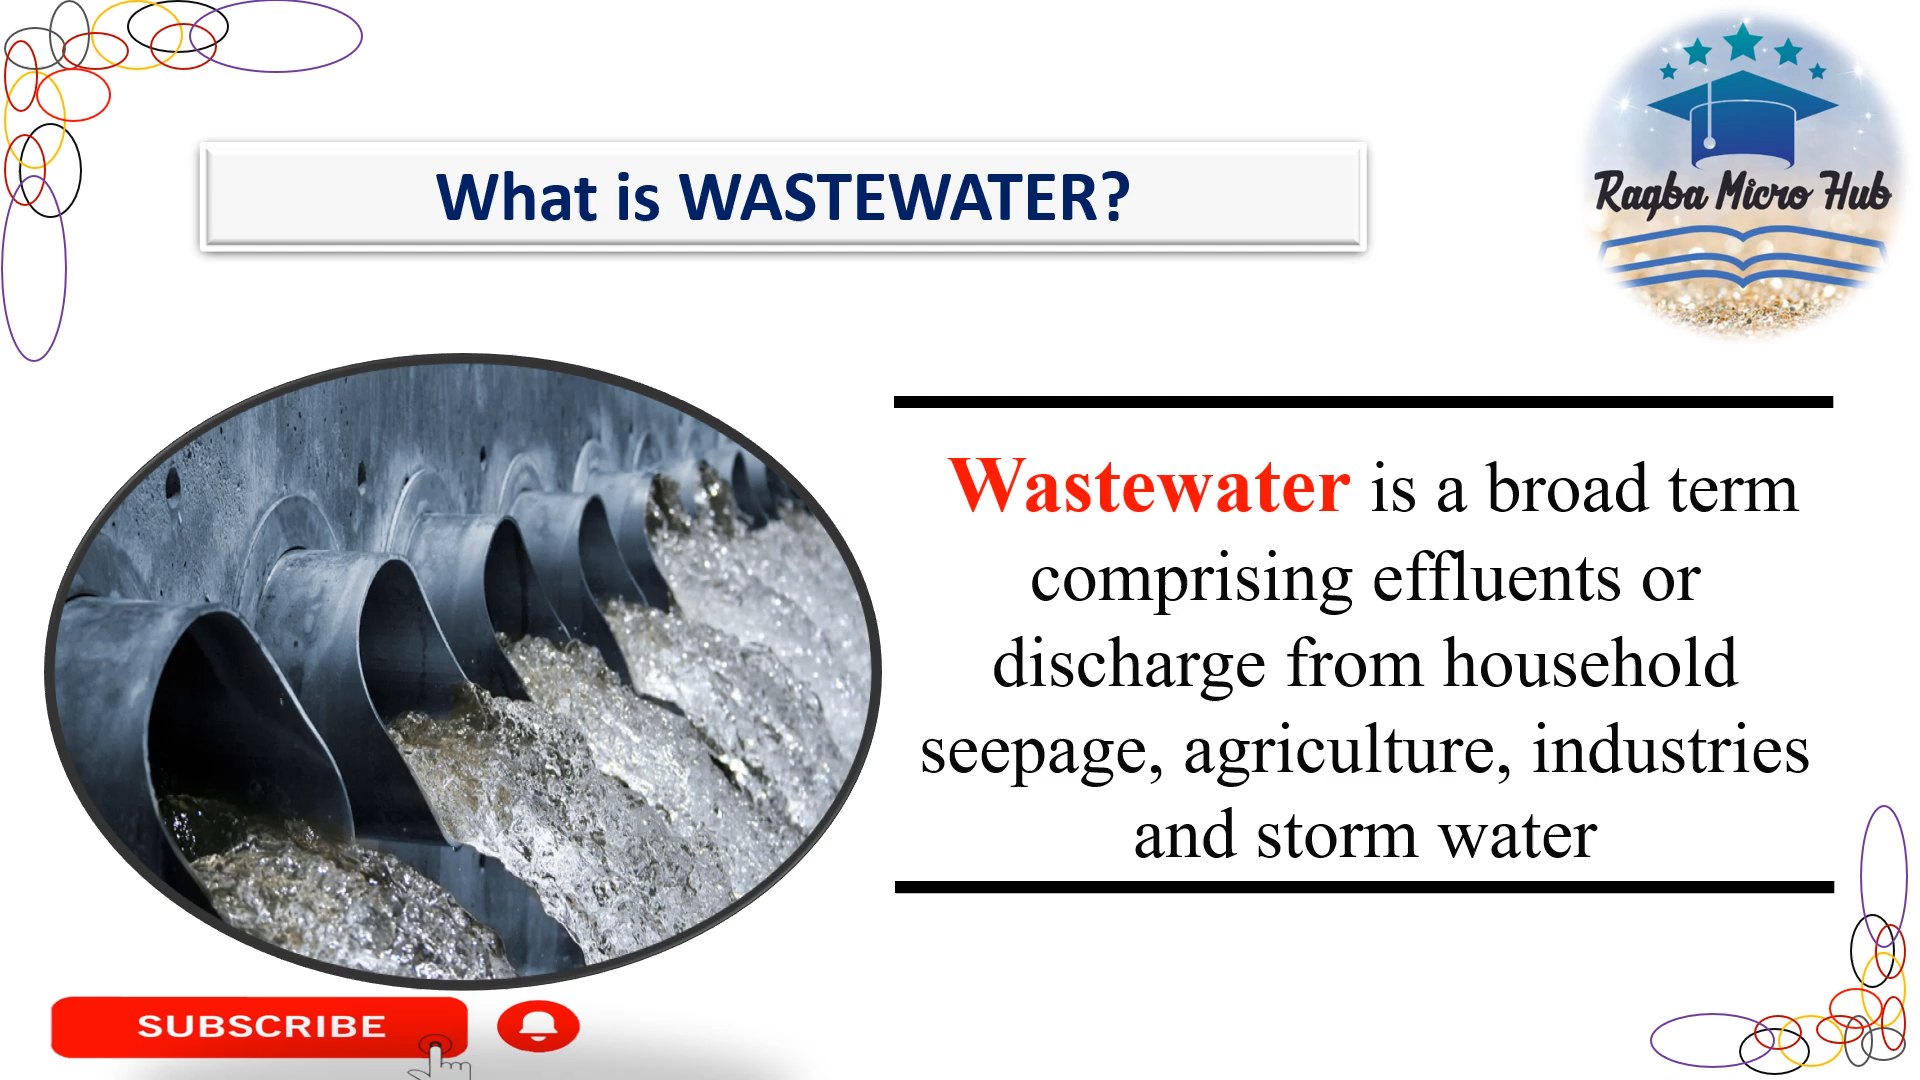 What is WASTEWATER?
Ragba Micro Hub
Wastewater is a broad term
comprising effluents or
discharge from household
seepage, agriculture, industries
and storm water
SUBSCRIBE